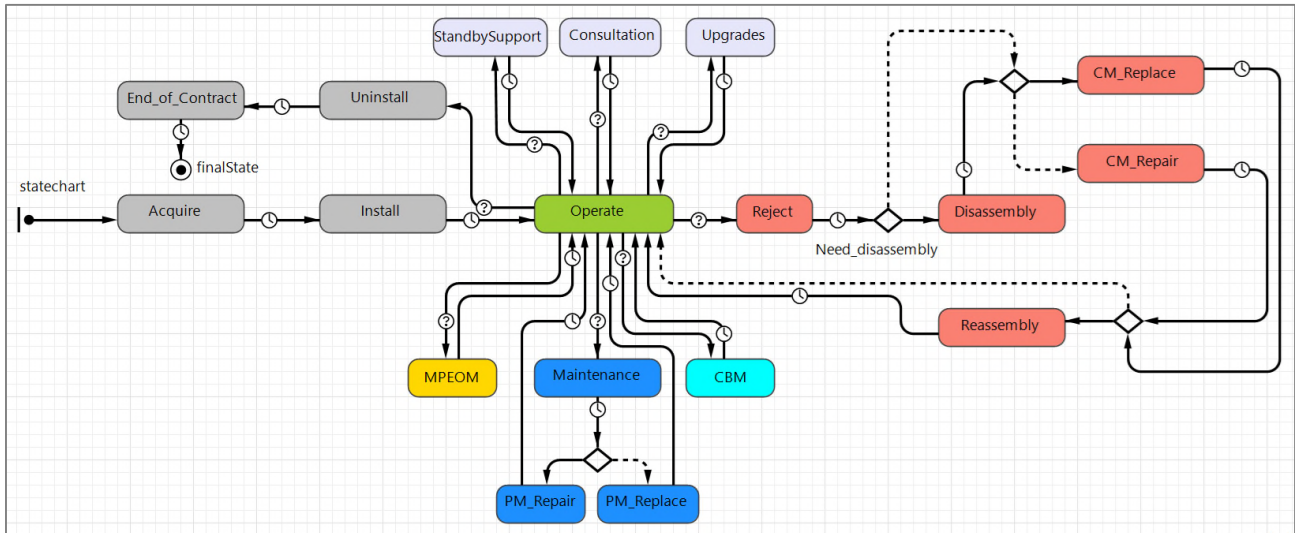 StandbySupport
Consultation
Upgrades
End_of_Contract
Uninstall
CM_Replace
finalState
CM_Repair
statechart
Acquire
Install
Operate
Reject
Disassembly
Need_disassembly
Reassembly
MPEOM
Maintenance
CBM
PM_Repair
PM_Replace